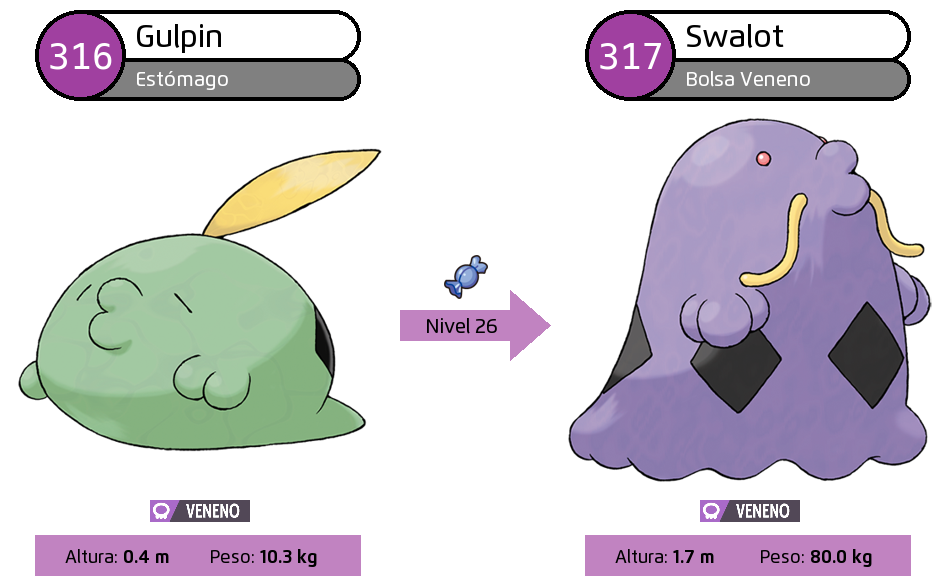 316
Gulpin
Estómago
317
Swalot
Bolsa Veneno
Nivel 26
VENENO
Altura: 0.4 m Peso: 10.3 kg
VENENO
Altura: 1.7 m Peso: 80.0 kg